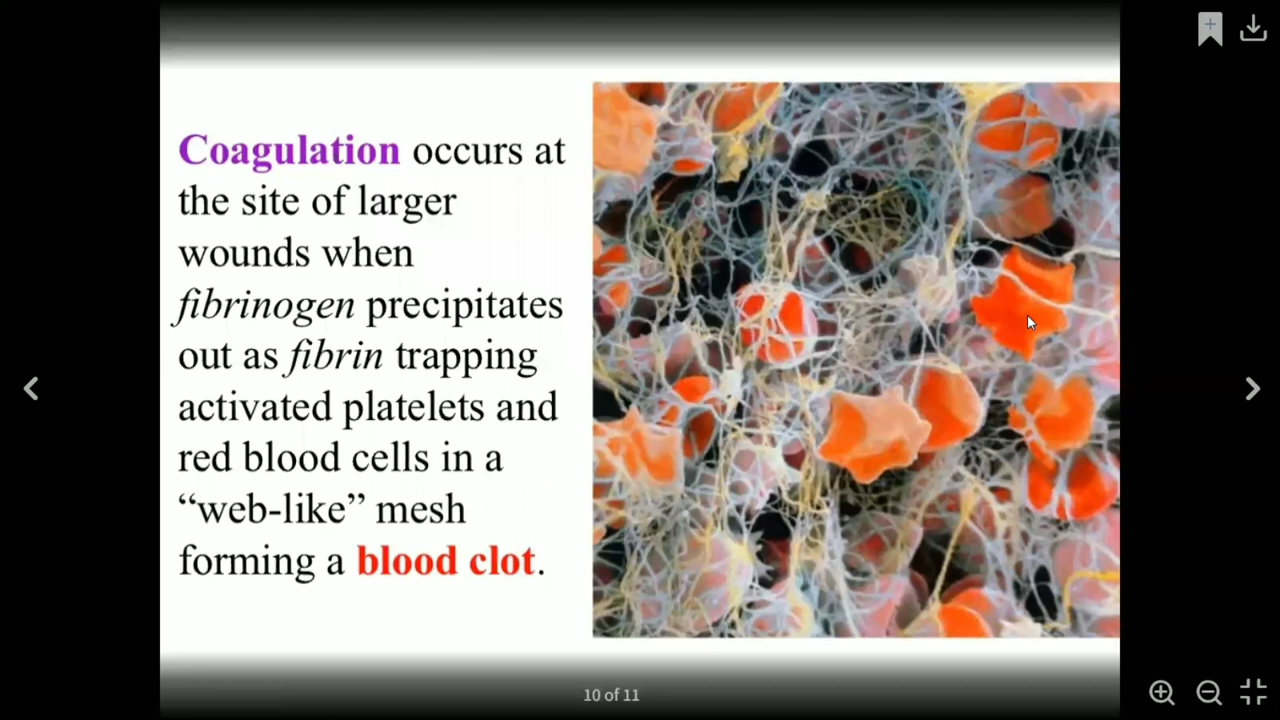 Coagulation occurs at
the site of larger
wounds when
fibrinogen precipitates
out as fibrin trapping
activated platelets and
red blood cells in a
“web-like” mesh
forming a blood clot.
10 of 11